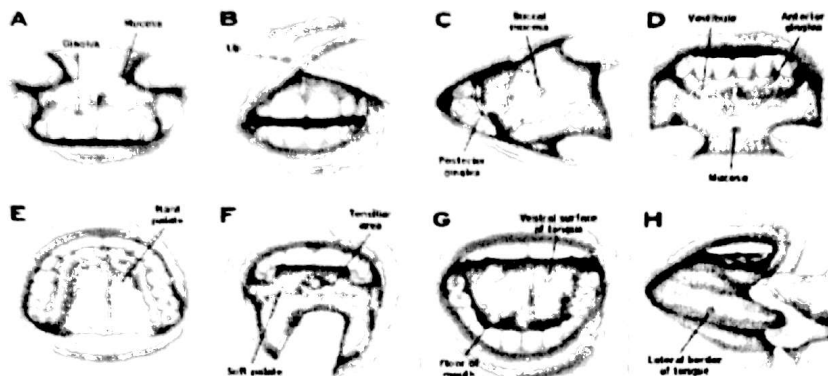 A
Mucosa
Gingiva
B
Lip
C
Buccal
mucosa
Posterior
gingiva
D
Vestibule
Anterior
gingiva
Mucosa
E
Hard
palate
F
Tonsillar
area
Soft palate
G
Ventral surface
of tongue
Floor of
mouth
H
Lateral border
of tongue